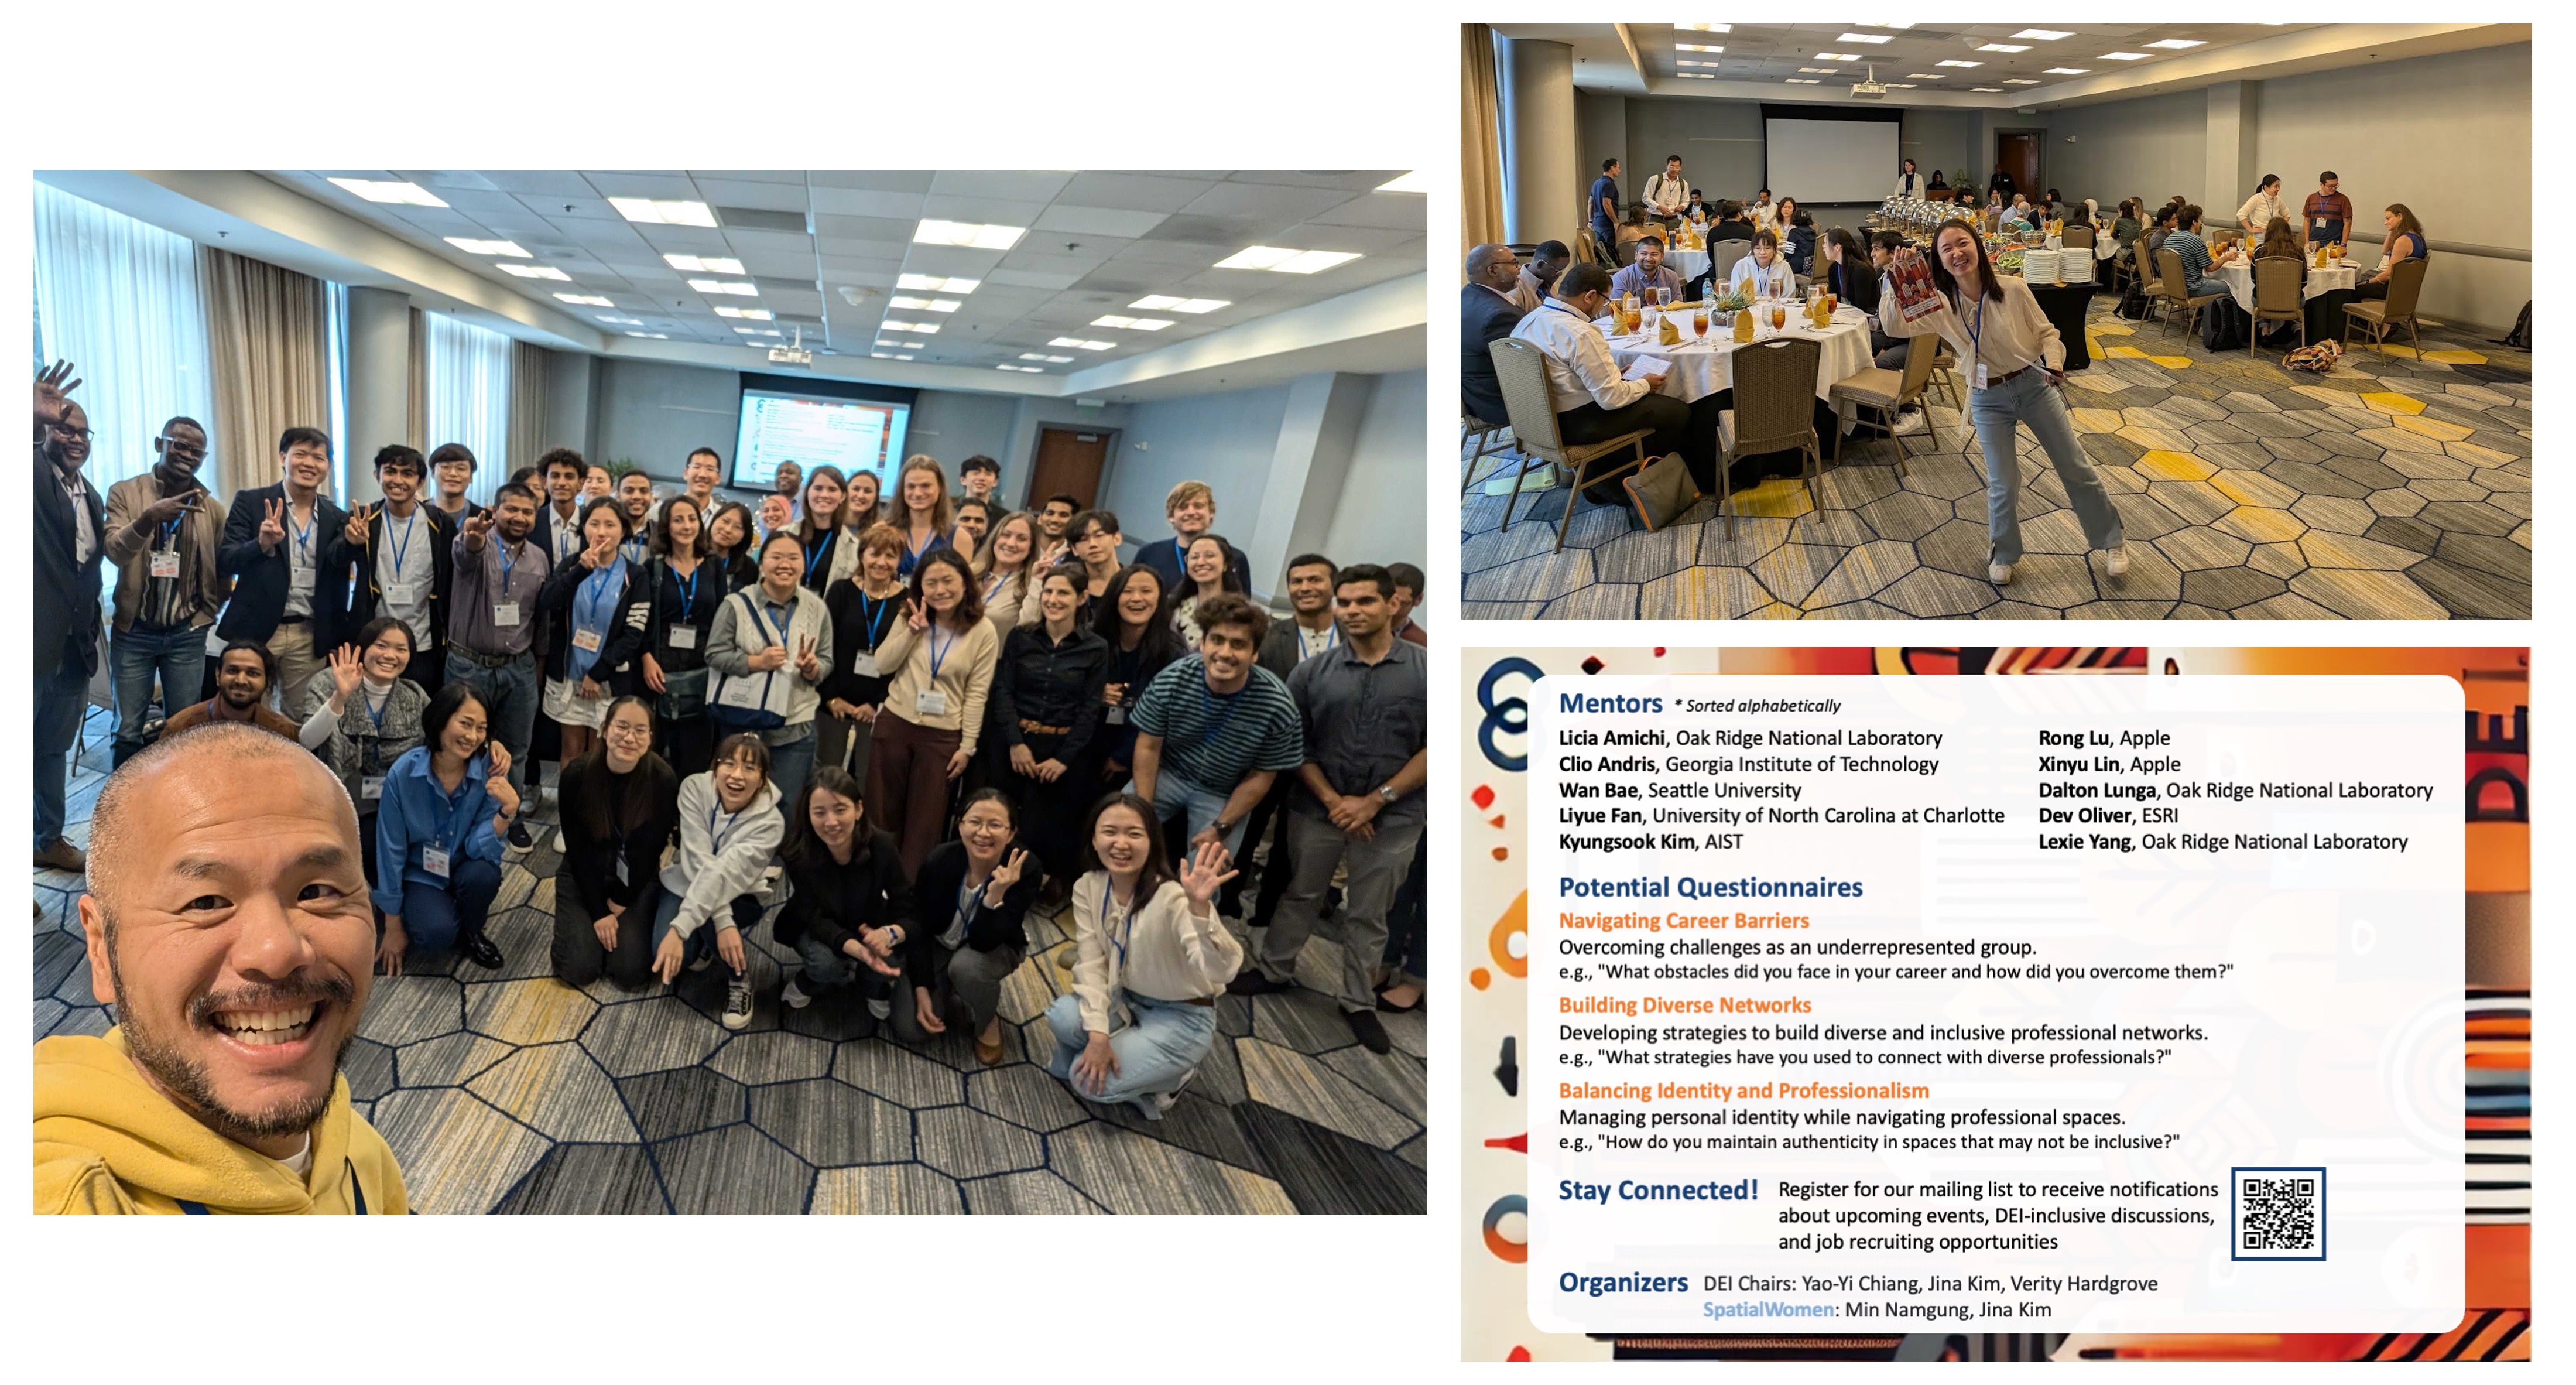 Mentors * Sorted alphabetically
Licia Amichi, Oak Ridge National Laboratory
Clio Andris, Georgia Institute of Technology
Wan Bae, Seattle University
Liyue Fan, University of North Carolina at Charlotte
Kyungsook Kim, AIST
Rong Lu, Apple
Xinyu Lin, Apple
Dalton Lunga, Oak Ridge National Laboratory
Dev Oliver, ESRI
Lexie Yang, Oak Ridge National Laboratory
Potential Questionnaires
Navigating Career Barriers
Overcoming challenges as an underrepresented group.
e.g., "What obstacles did you face in your career and how did you overcome them?"
Building Diverse Networks
Developing strategies to build diverse and inclusive professional networks.
e.g., "What strategies have you used to connect with diverse professionals?"
Balancing Identity and Professionalism
Managing personal identity while navigating professional spaces.
e.g., "How do you maintain authenticity in spaces that may not be inclusive?"
Stay Connected! Register for our mailing list to receive notifications
about upcoming events, DEI-inclusive discussions,
and job recruiting opportunities
Organizers DEI Chairs: Yao-Yi Chiang, Jina Kim, Verity Hardgrove
SpatialWomen: Min Namgung, Jina Kim